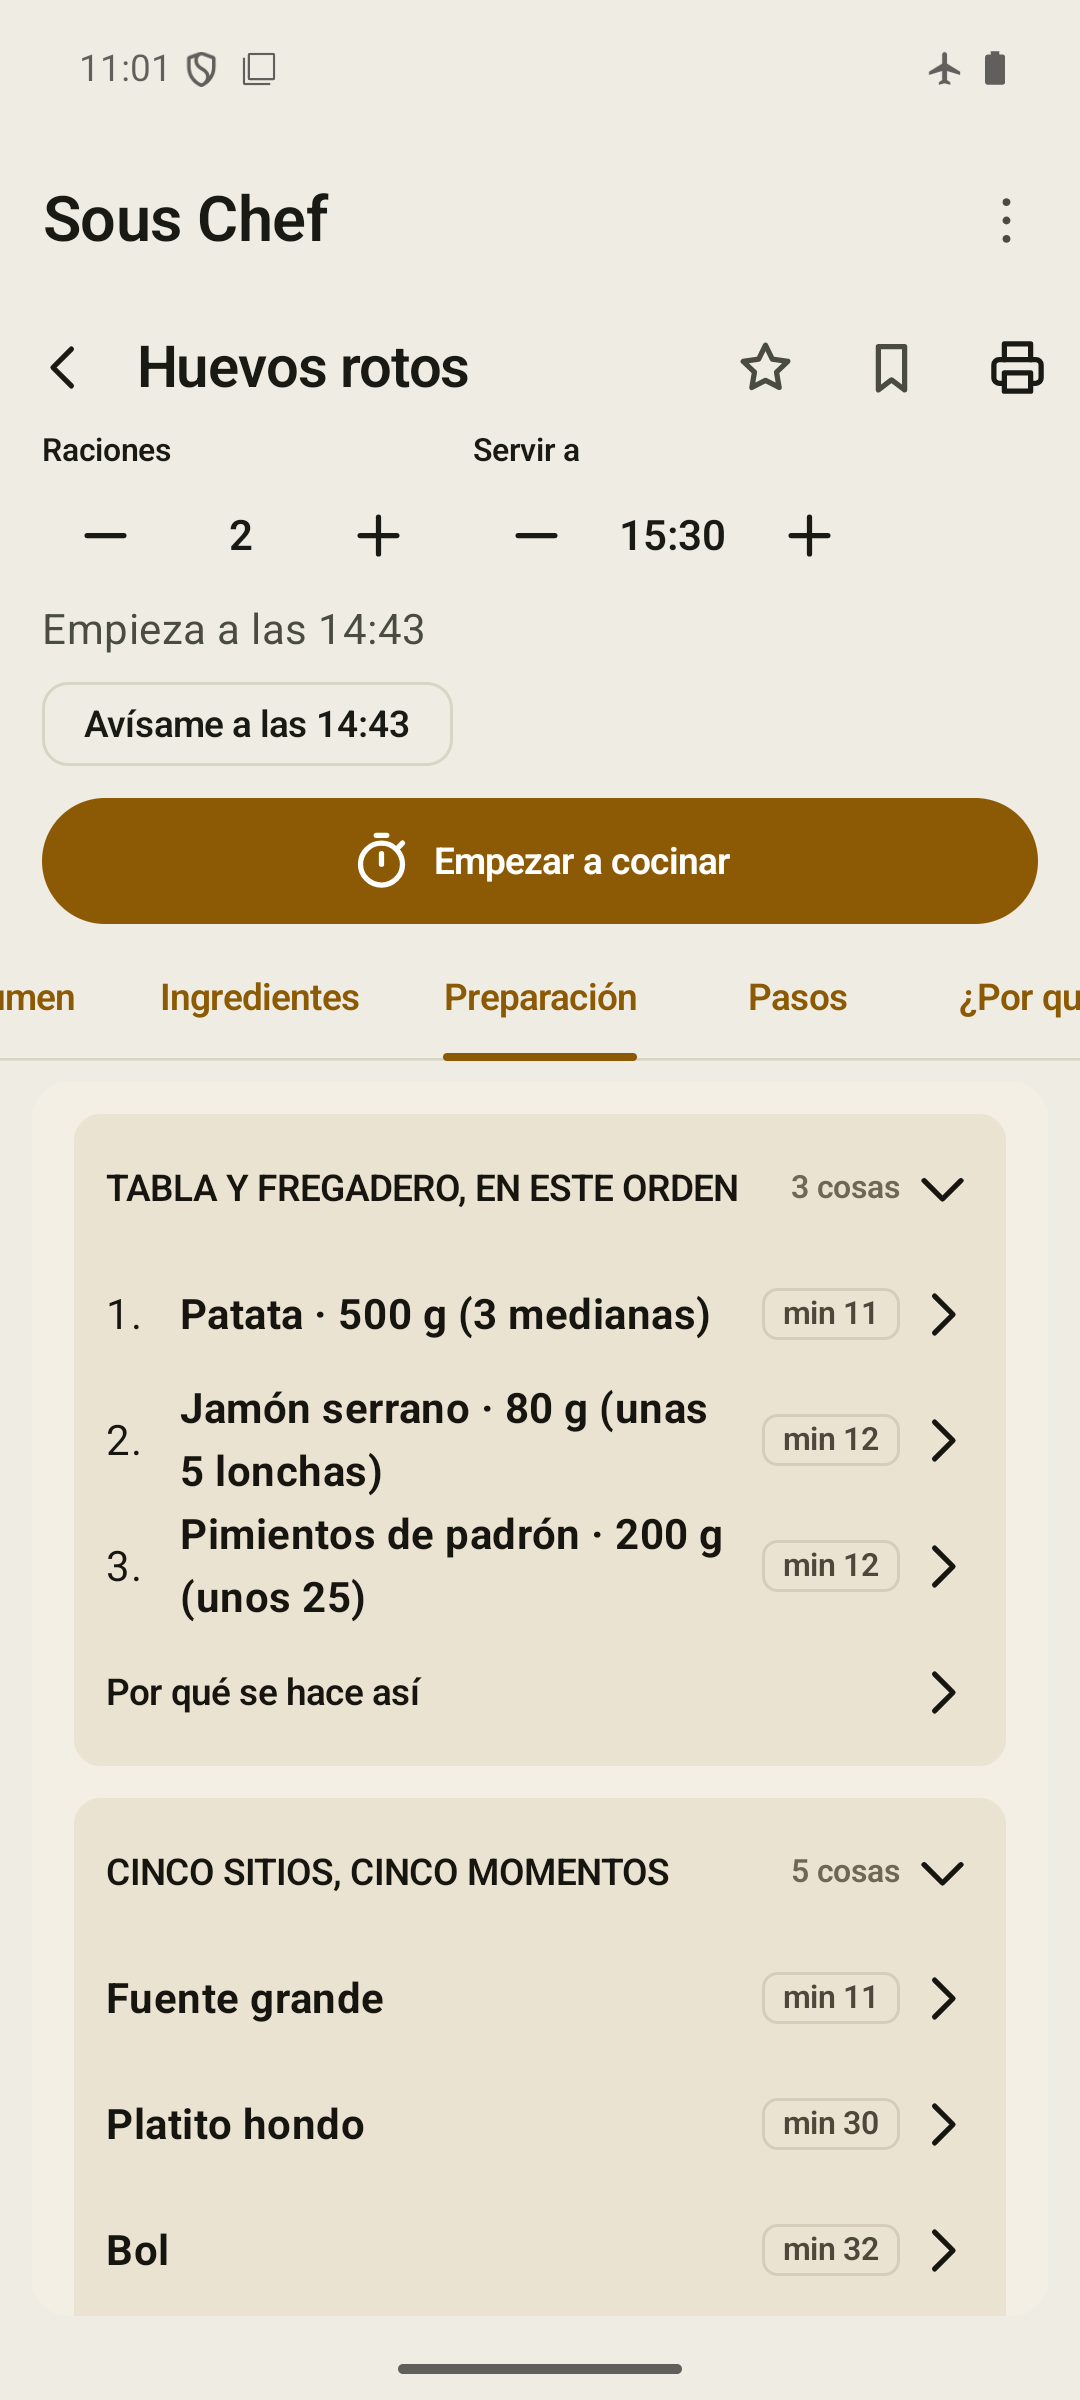 11:01
Sous Chef
Huevos rotos
Raciones
Servir a
2
15:30
Empieza a las 14:43
Avísame a las 14:43
Empezar a cocinar
umen
Ingredientes
Preparación
Pasos
¿Por qu
TABLA Y FREGADERO, EN ESTE ORDEN
3 cosas
1.
Patata · 500 g (3 medianas)
min 11
2.
Jamón serrano · 80 g (unas
5 lonchas)
min 12
3.
Pimientos de padrón · 200 g
(unos 25)
min 12
Por qué se hace así
CINCO SITIOS, CINCO MOMENTOS
5 cosas
Fuente grande
min 11
Platito hondo
min 30
Bol
min 32